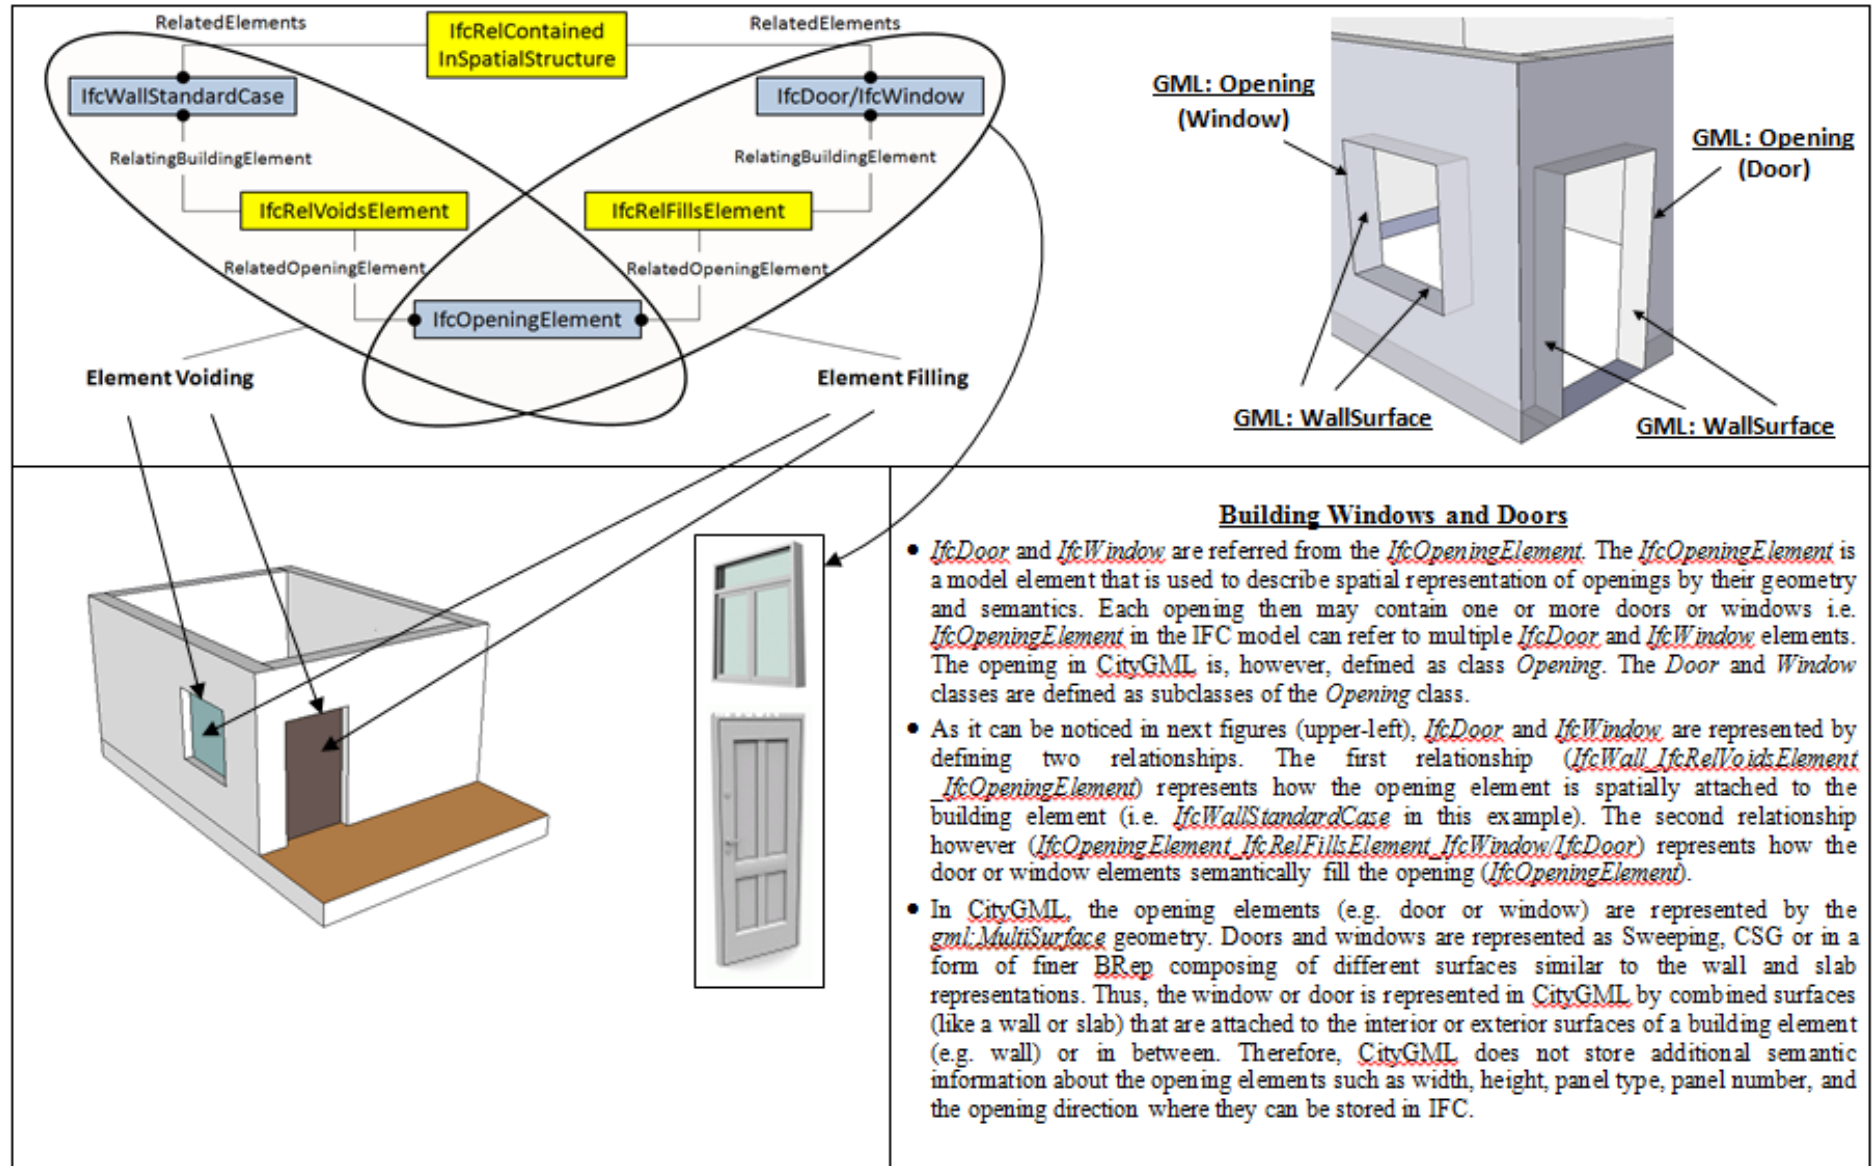 RelatedElements
IfcRelContained
InSpatialStructure
RelatedElements
IfcWallStandardCase
IfcDoor/IfcWindow
RelatingBuildingElement
RelatingBuildingElement
IfcRelVoidsElement
IfcRelFillsElement
RelatedOpeningElement
RelatedOpeningElement
IfcOpeningElement
Element Voiding
Element Filling
GML: Opening
(Window)
GML: Opening
(Door)
GML: WallSurface
GML: WallSurface
Building Windows and Doors
• IfcDoor and IfcWindow are referred from the IfcOpeningElement. The IfcOpeningElement is
a model element that is used to describe spatial representation of openings by their geometry
and semantics. Each opening then may contain one or more doors or windows i.e.
IfcOpeningElement in the IFC model can refer to multiple IfcDoor and IfcWindow elements.
The opening in CityGML is, however, defined as class Opening. The Door and Window
classes are defined as subclasses of the Opening class.
• As it can be noticed in next figures (upper-left), IfcDoor and IfcWindow are represented by
defining two relationships. The first relationship (IfcWall_IfcRelVoidsElement
_IfcOpeningElement) represents how the opening element is spatially attached to the
building element (i.e. IfcWallStandardCase in this example). The second relationship
however (IfcOpeningElement_IfcRelFillsElement_IfcWindow/IfcDoor) represents how the
door or window elements semantically fill the opening (IfcOpeningElement).
• In CityGML, the opening elements (e.g. door or window) are represented by the
gml:MultiSurface geometry. Doors and windows are represented as Sweeping, CSG or in a
form of finer BRep composing of different surfaces similar to the wall and slab
representations. Thus, the window or door is represented in CityGML by combined surfaces
(like a wall or slab) that are attached to the interior or exterior surfaces of a building element
(e.g. wall) or in between. Therefore, CityGML does not store additional semantic
information about the opening elements such as width, height, panel type, panel number, and
the opening direction where they can be stored in IFC.